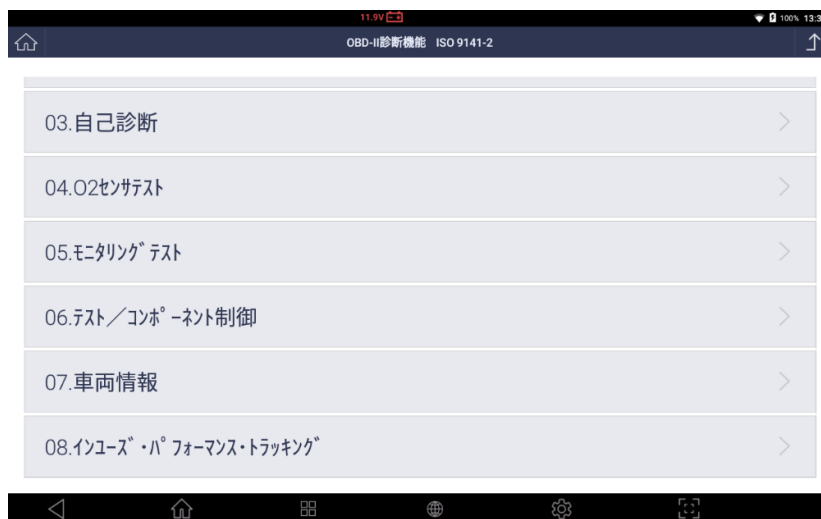 11.9V
100% 13:3
OBD-II診断機能 ISO 9141-2
03.自己診断
04.O2ｾﾝｻﾃｽﾄ
05.ﾓﾆﾀﾘﾝｸﾞﾃｽﾄ
06.ﾃｽﾄ／ｺﾝﾎﾟｰﾈﾝﾄ制御
07.車両情報
08.ｲﾝﾕｰｽﾞ・ﾊﾟﾌｫｰﾏﾝｽ・ﾄﾗｯｷﾝｸﾞ